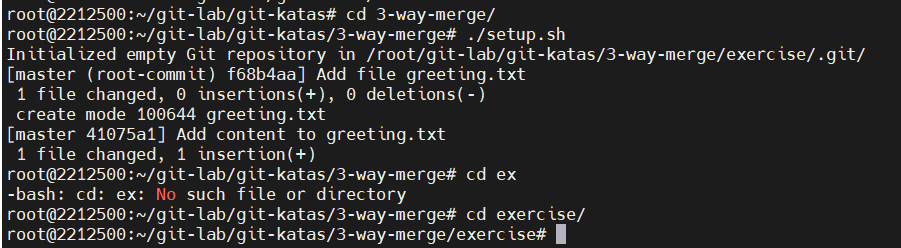 root@2212500:~/git-lab/git-katas# cd 3-way-merge/
root@2212500:~/git-lab/git-katas/3-way-merge# ./setup.sh
Initialized empty Git repository in /root/git-lab/git-katas/3-way-merge/exercise/.git/
[master (root-commit) f68b4aa] Add file greeting.txt
 1 file changed, 0 insertions(+), 0 deletions(-)
 create mode 100644 greeting.txt
[master 41075a1] Add content to greeting.txt
 1 file changed, 1 insertion(+)
root@2212500:~/git-lab/git-katas/3-way-merge# cd ex
-bash: cd: ex: No such file or directory
root@2212500:~/git-lab/git-katas/3-way-merge# cd exercise/
root@2212500:~/git-lab/git-katas/3-way-merge/exercise#